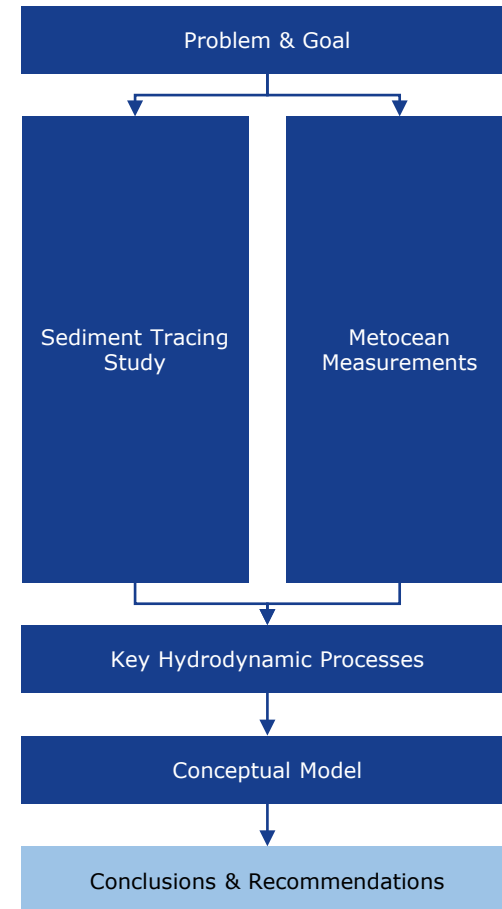 Problem & Goal
Sediment Tracing
Study
Metocean
Measurements
Key Hydrodynamic Processes
Conceptual Model
Conclusions & Recommendations